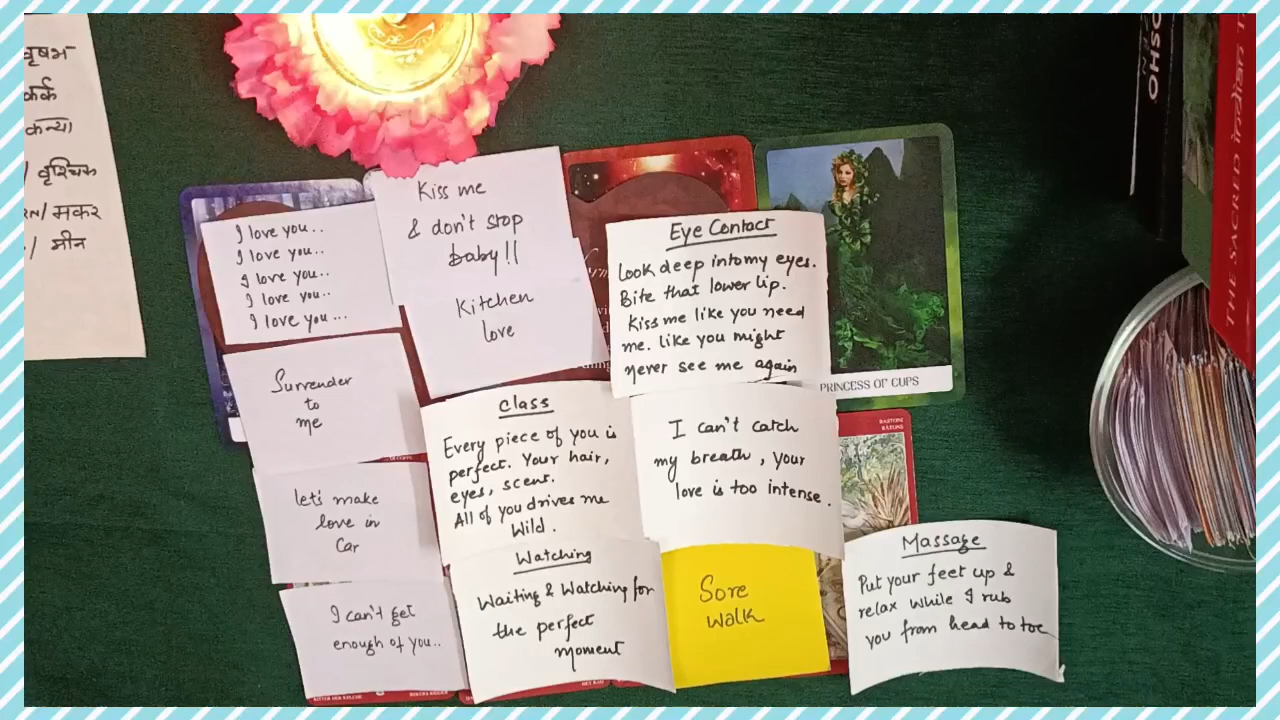 वृषभ
कर्क
कन्या
/ वृश्चिक
RN/ मकर
/ मीन
I love you..
I love you..
I love you..
I love you..
I love you...
Surrender
to
me
let's make
love in
Car
I can't get
enough of you..
Kiss me
& don't stop
baby!!
Kitchen
love
Class
Every piece of you is
perfect. Your hair,
eyes, scent.
All of you drives me
Wild.
Watching
Waiting & Watching for
the perfect
moment
Eye Contact
Look deep into my eyes.
Bite that lower lip.
Kiss me like you need
me. like you might
never see me again
I can't catch
my breath, your
love is too intense.
Sore
walk
Massage
Put your feet up &
relax while I rub
you from head to toe
PRINCESS OF CUPS
BASTONI
BÂTONS
OSHO
THE SACRED indian T